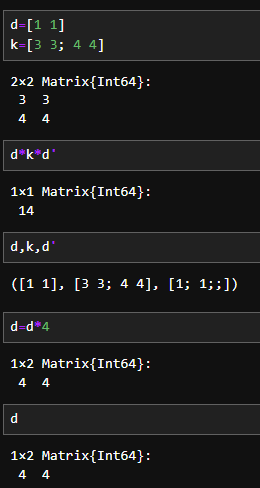 d=[1 1]
k=[3 3; 4 4]
2×2 Matrix{Int64}:
 3  3
 4  4
d*k*d'
1×1 Matrix{Int64}:
 14
d,k,d'
([1 1], [3 3; 4 4], [1; 1;;])
d=d*4
1×2 Matrix{Int64}:
 4  4
d
1×2 Matrix{Int64}:
 4  4